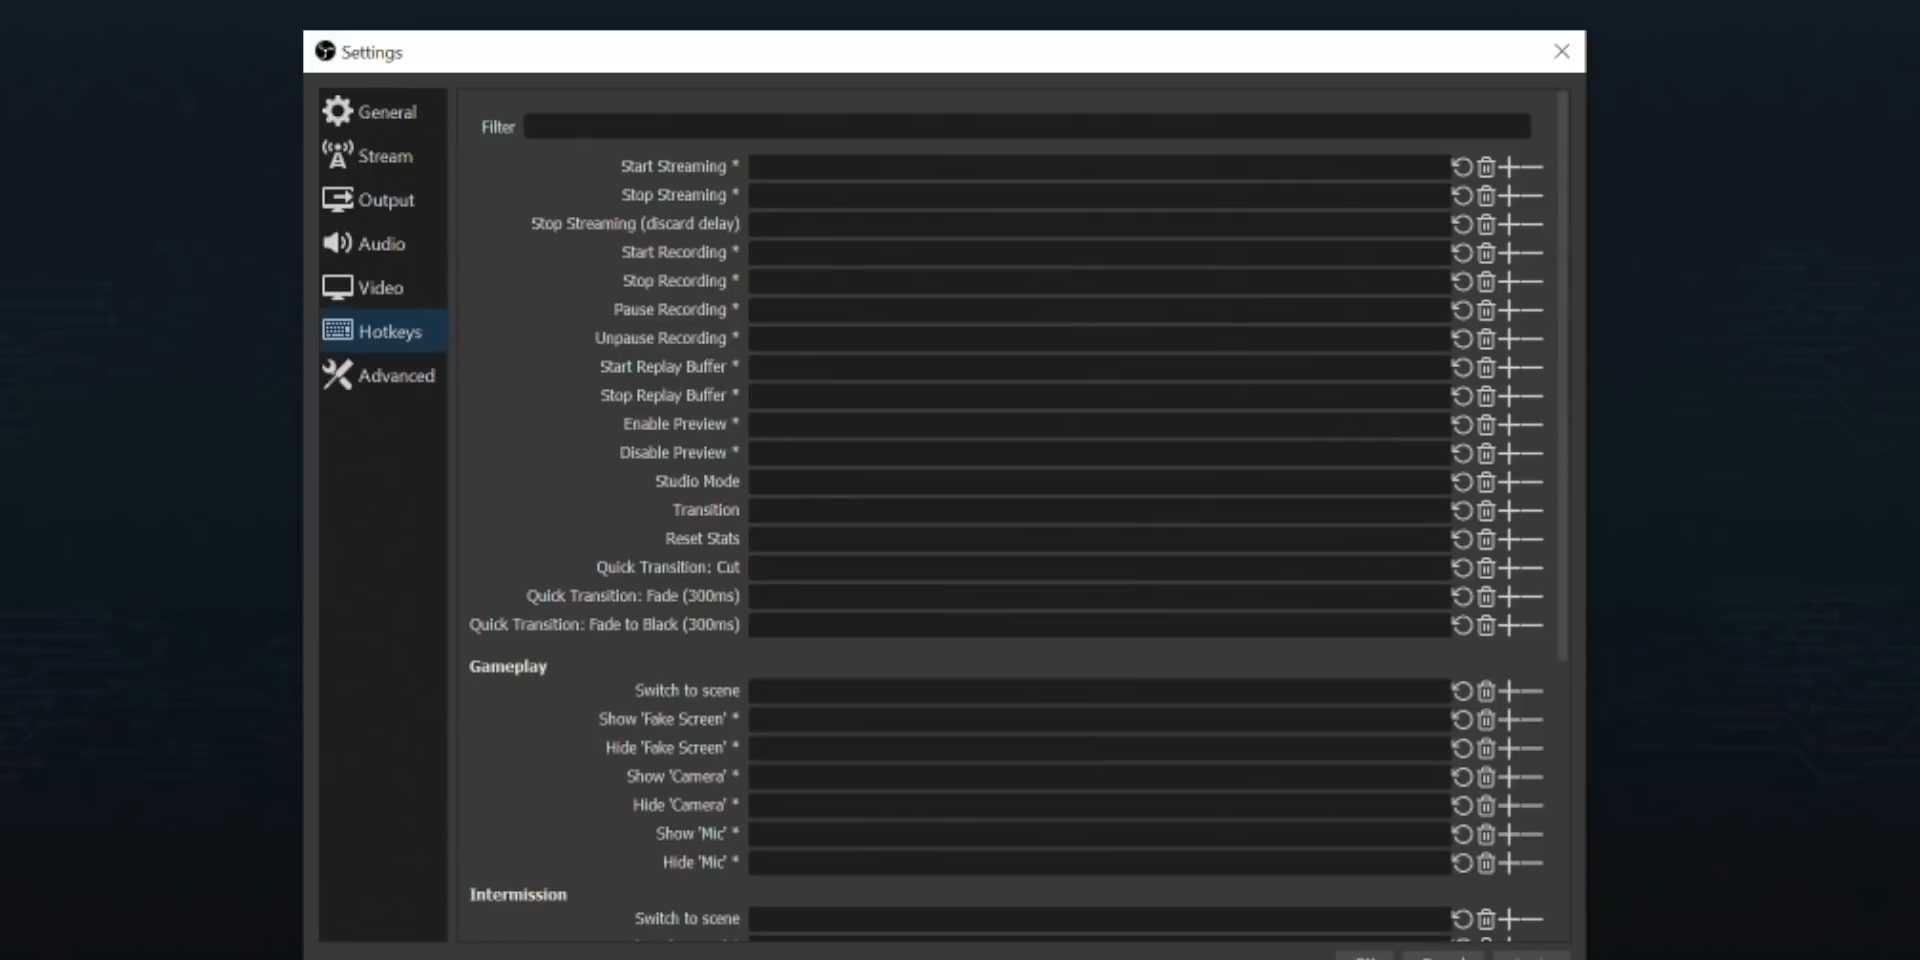 Settings
General
Stream
Output
Audio
Video
Hotkeys
Advanced
Filter
Start Streaming *
Stop Streaming *
Stop Streaming (discard delay)
Start Recording *
Stop Recording *
Pause Recording *
Unpause Recording *
Start Replay Buffer *
Stop Replay Buffer *
Enable Preview *
Disable Preview *
Studio Mode
Transition
Reset Stats
Quick Transition: Cut
Quick Transition: Fade (300ms)
Quick Transition: Fade to Black (300ms)
Gameplay
Switch to scene
Show 'Fake Screen' *
Hide 'Fake Screen' *
Show 'Camera' *
Hide 'Camera' *
Show 'Mic' *
Hide 'Mic' *
Intermission
Switch to scene